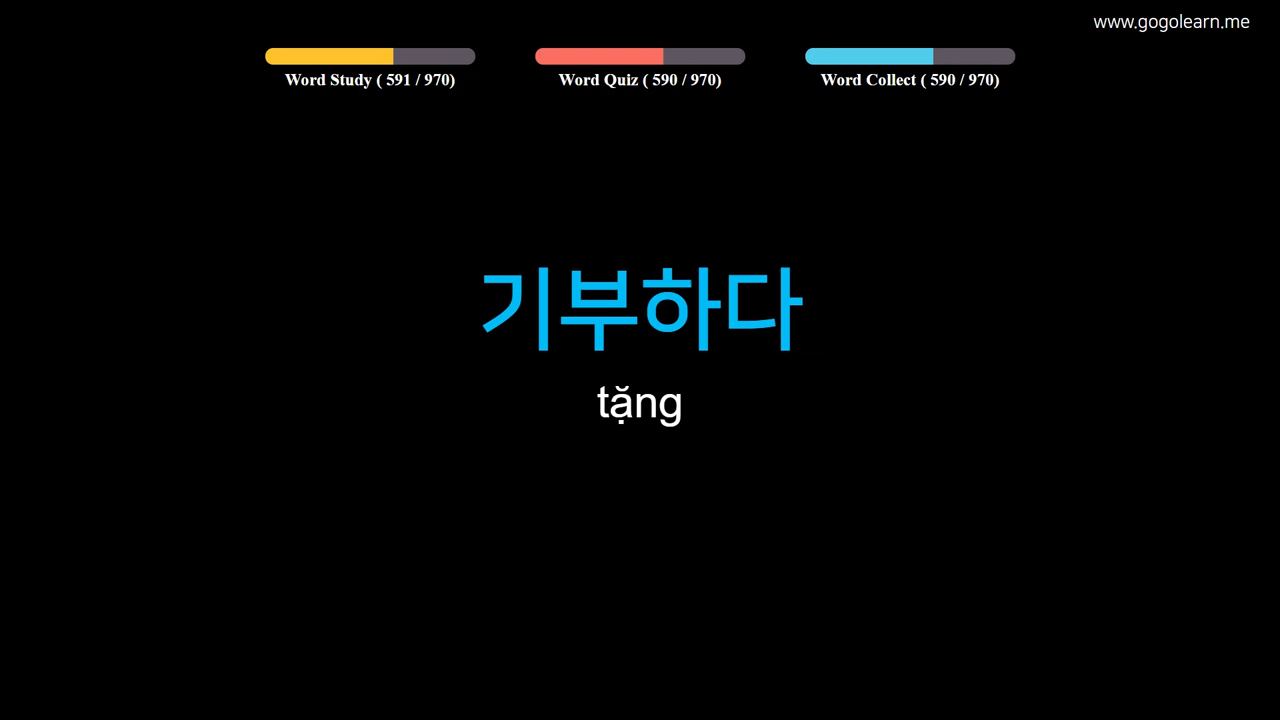 www.gogolearn.me
Word Study ( 591 / 970) Word Quiz ( 590 / 970) Word Collect ( 590 / 970)
기부하다
tặng